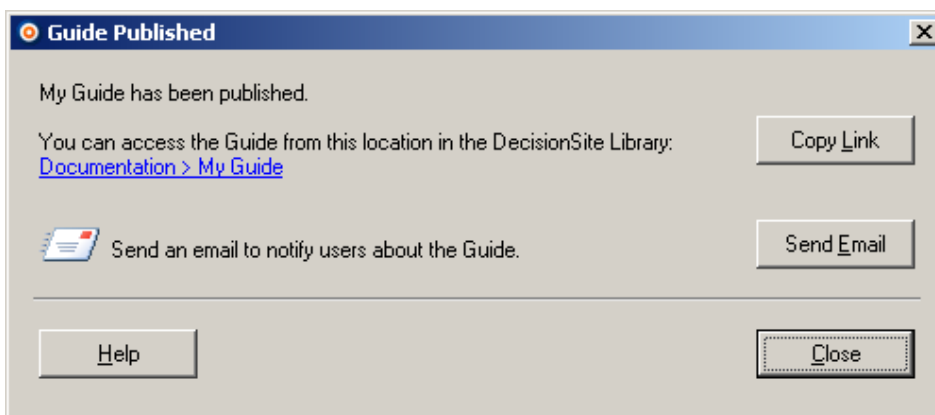 Guide Published
My Guide has been published.
You can access the Guide from this location in the DecisionSite Library:
Documentation > My Guide
Copy Link
Send an email to notify users about the Guide.
Send Email
Help
Close